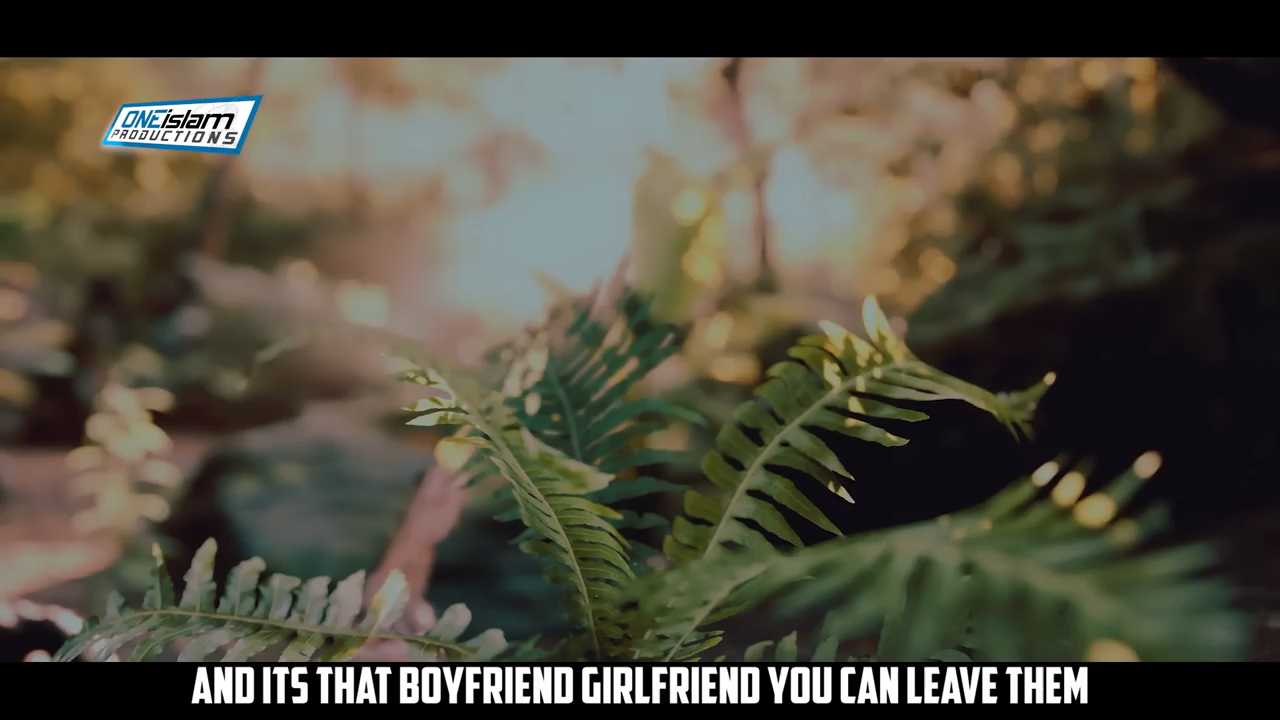 ONEislam
PRODUCTIONS
AND ITS THAT BOYFRIEND GIRLFRIEND YOU CAN LEAVE THEM